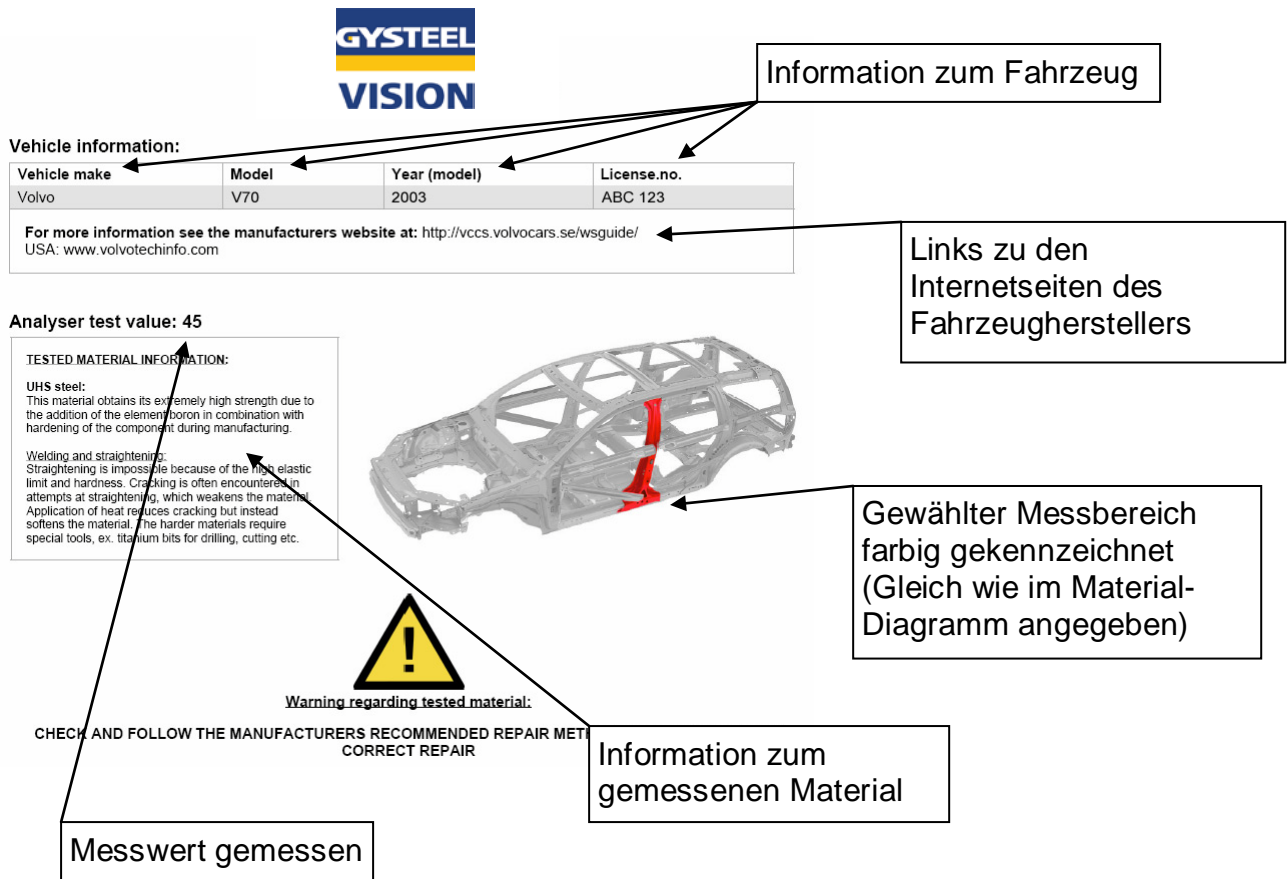 GYSTEEL
VISION
Information zum Fahrzeug
Vehicle information:
Vehicle make Model Year (model) License.no.
Volvo V70 2003 ABC 123
For more information see the manufacturers website at: http://vccs.volvocars.se/wsguide/
USA: www.volvotechinfo.com
Links zu den
Internetseiten des
Fahrzeugherstellers
Analyser test value: 45
TESTED MATERIAL INFORMATION:
UHS steel:
This material obtains its extremely high strength due to
the addition of the element boron in combination with
hardening of the component during manufacturing.
Welding and straightening:
Straightening is impossible because of the high elastic
limit and hardness. Cracking is often encountered in
attempts at straightening, which weakens the material.
Application of heat reduces cracking but instead
softens the material. The harder materials require
special tools, ex. titanium bits for drilling, cutting etc.
Gewählter Messbereich
farbig gekennzeichnet
(Gleich wie im Material-
Diagramm angegeben)
Warning regarding tested material:
CHECK AND FOLLOW THE MANUFACTURERS RECOMMENDED REPAIR
CORRECT REPAIR
Information zum
gemessenen Material
Messwert gemessen